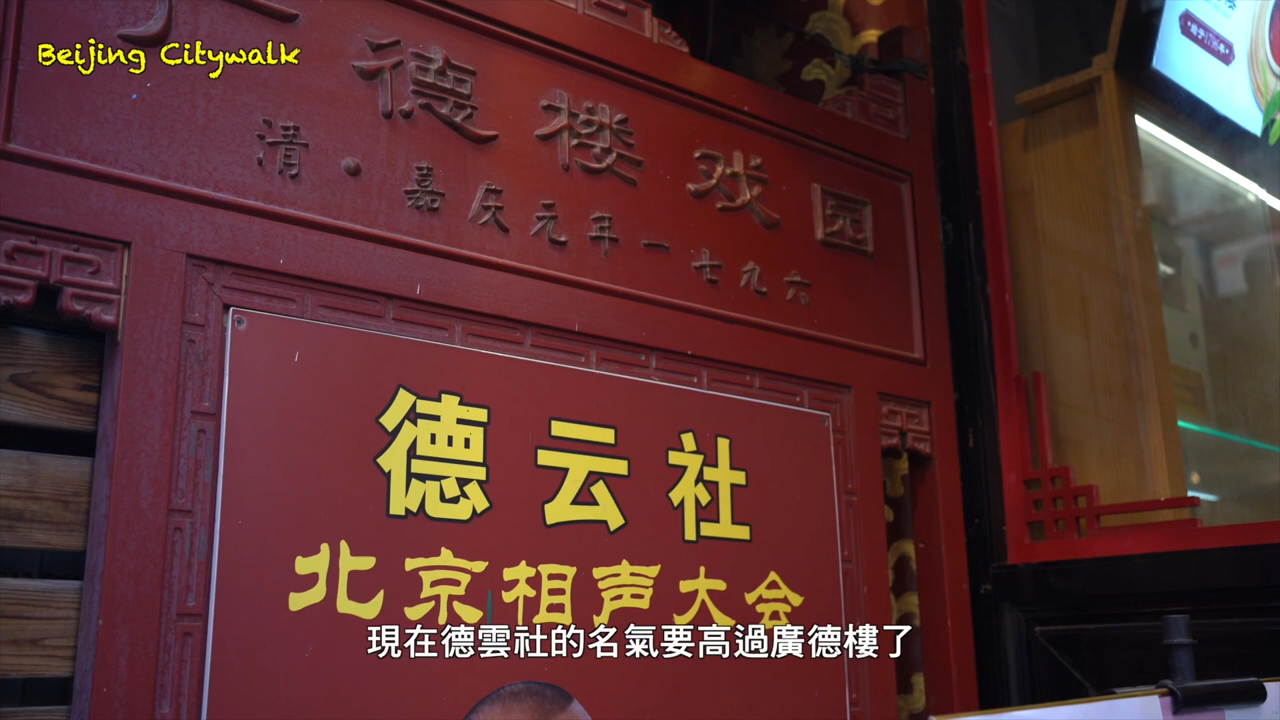 Beijing Citywalk
德楼戏园
清·嘉庆元年一七九六
德云社
北京相声大会
現在德雲社的名氣要高過廣德樓了